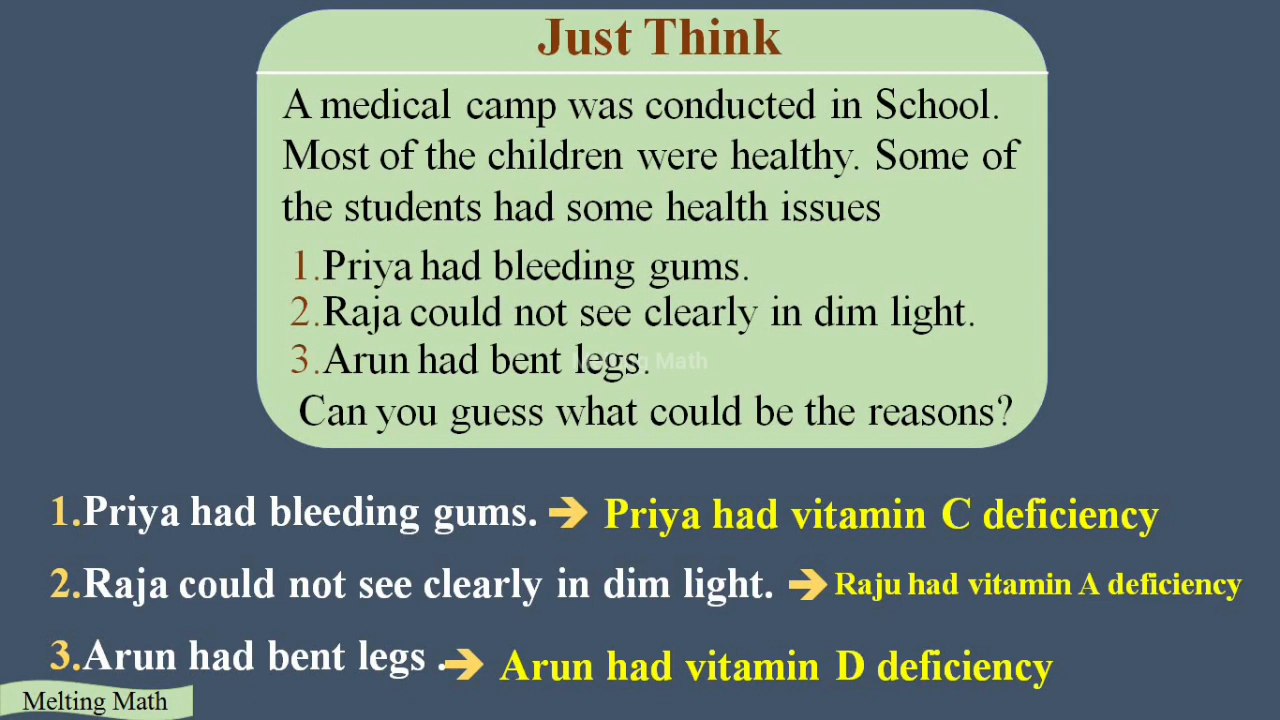 Just Think
A medical camp was conducted in School.
Most of the children were healthy. Some of
the students had some health issues
1.Priya had bleeding gums.
2.Raja could not see clearly in dim light.
3.Arun had bent legs.
Melting Math
Can you guess what could be the reasons?
1.Priya had bleeding gums. ➔ Priya had vitamin C deficiency
2.Raja could not see clearly in dim light. ➔ Raju had vitamin A deficiency
3.Arun had bent legs . ➔ Arun had vitamin D deficiency
Melting Math